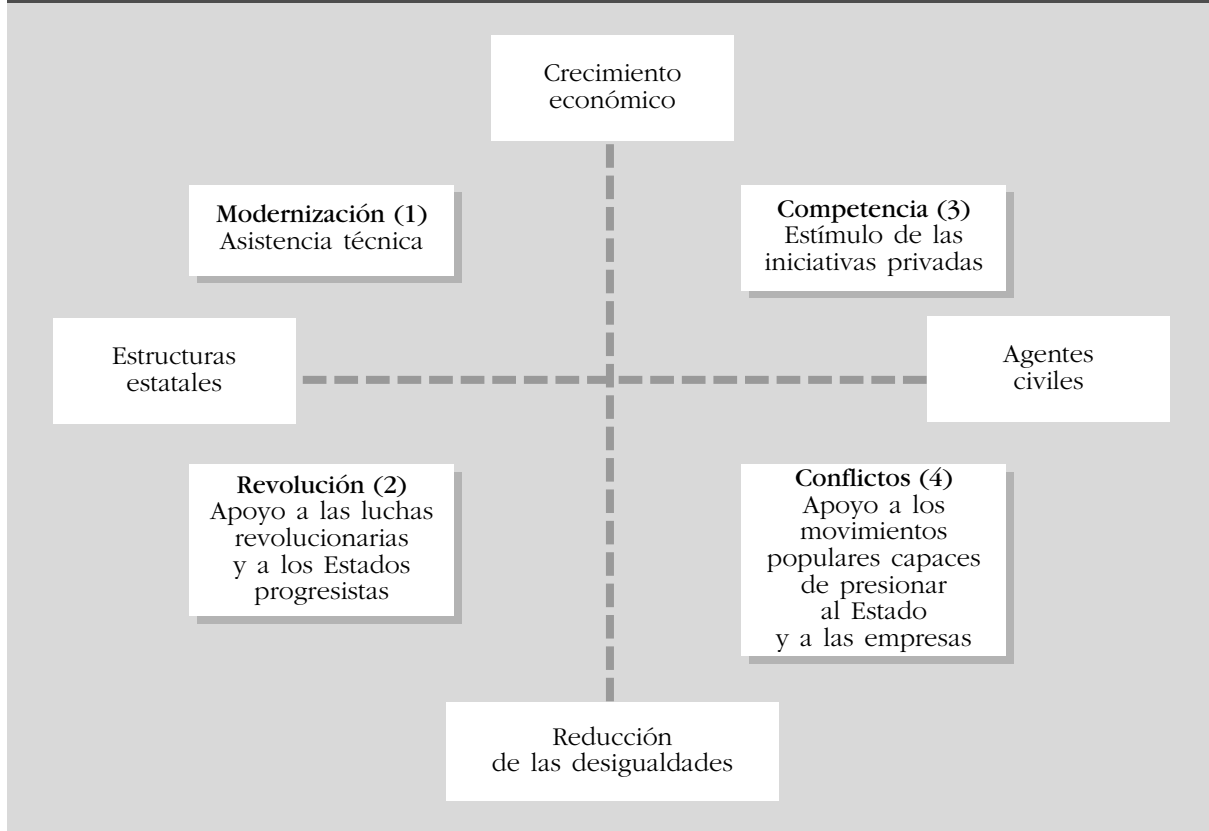 Crecimiento
económico
Modernización (1)
Asistencia técnica
Competencia (3)
Estímulo de las
iniciativas privadas
Estructuras
estatales
Agentes
civiles
Revolución (2)
Apoyo a las luchas
revolucionarias
y a los Estados
progresistas
Conflictos (4)
Apoyo a los
movimientos
populares capaces
de presionar
al Estado
y a las empresas
Reducción
de las desigualdades